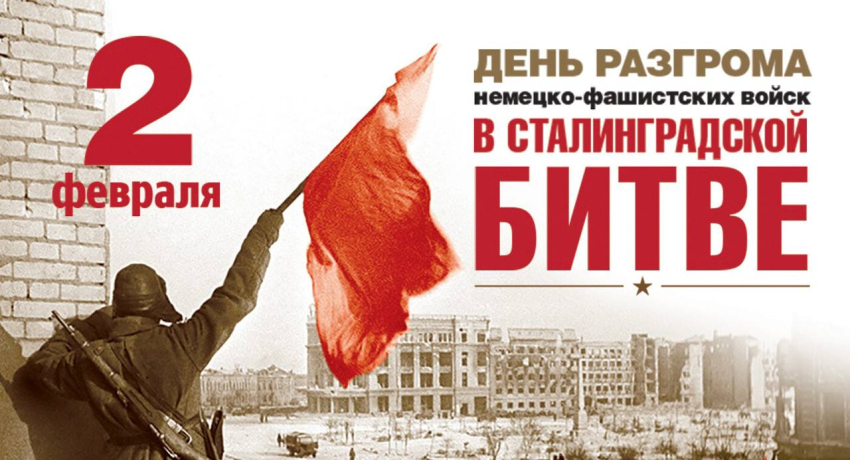 2
февраля
ДЕНЬ РАЗГРОМА
немецко-фашистских войск
В СТАЛИНГРАДСКОЙ
БИТВЕ